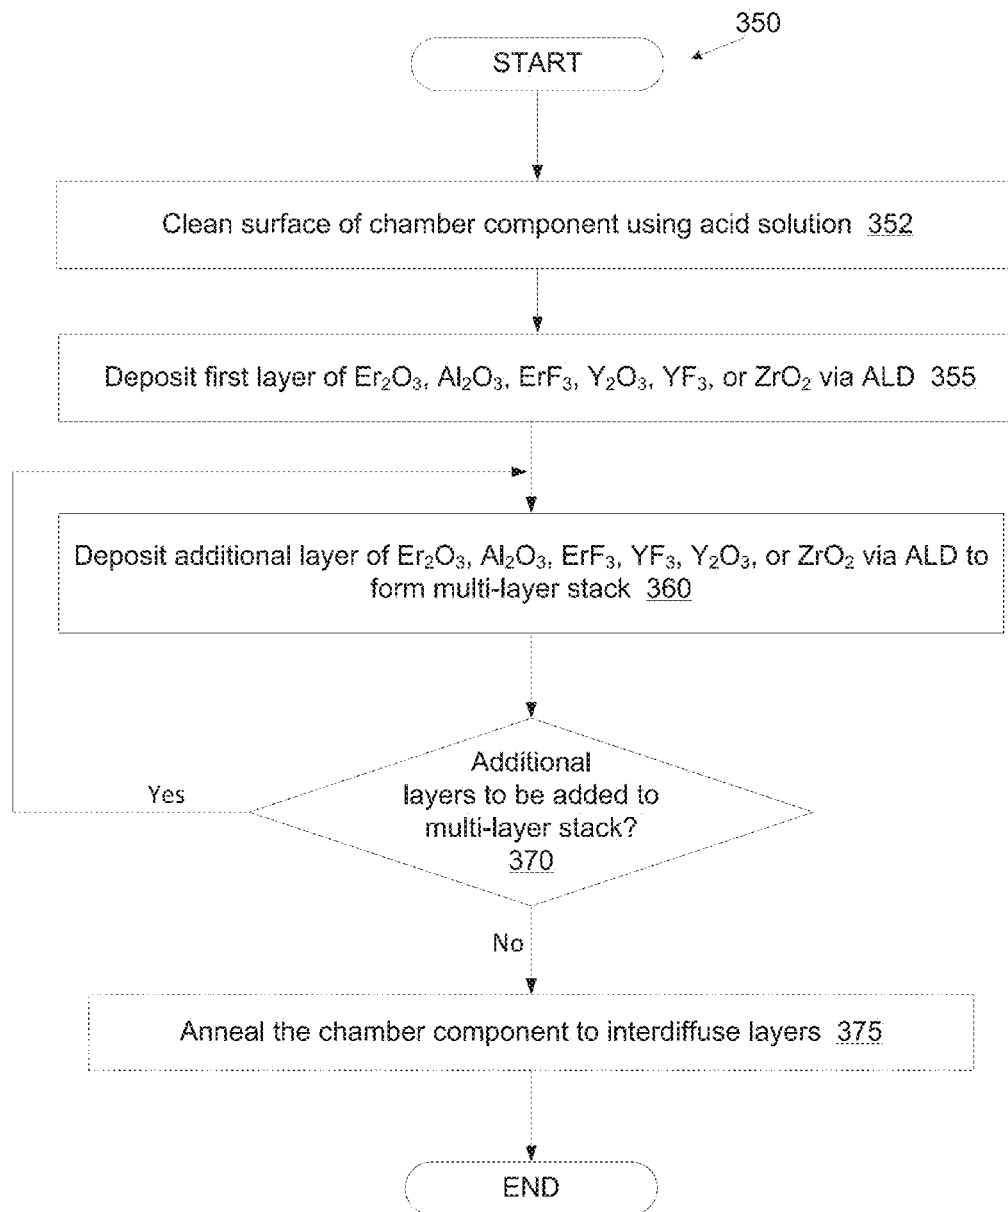 350
START
Clean surface of chamber component using acid solution 352
Deposit first layer of Er₂O₃, Al₂O₃, ErF₃, Y₂O₃, YF₃, or ZrO₂ via ALD 355
Deposit additional layer of Er₂O₃, Al₂O₃, ErF₃, YF₃, Y₂O₃, or ZrO₂ via ALD to
form multi-layer stack 360
Additional
layers to be added to
multi-layer stack?
370
Yes
No
Anneal the chamber component to interdiffuse layers 375
END